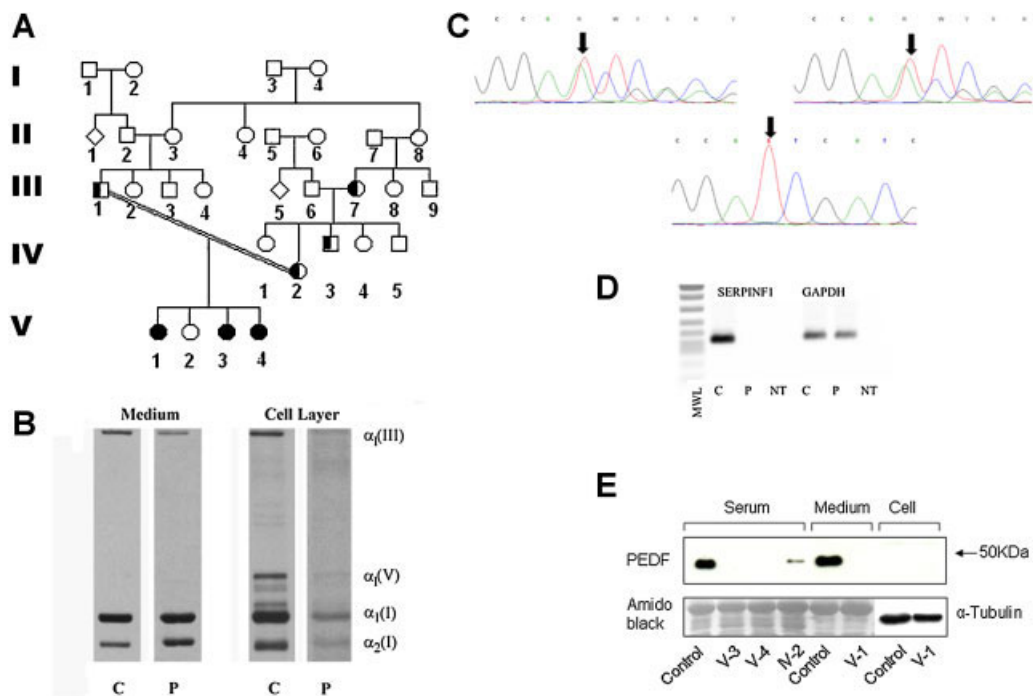 A
I
1 2 3 4
II
1 2 3 4 5 6 7 8
III
1 2 3 4 5 6 7 8 9
IV
1 2 3 4 5
V
1 2 3 4
B
Medium Cell Layer
α₁(III)
α₁(V)
α₁(I)
α₂(I)
C P C P
C
C C
C C
C C T C T C
D
SERPINF1 GAPDH
MWL C P NT C P NT
E
Serum Medium Cell
PEDF 50KDa
Amido black α-Tubulin
Control V-3 V-4 IV-2 Control V-1 Control V-1